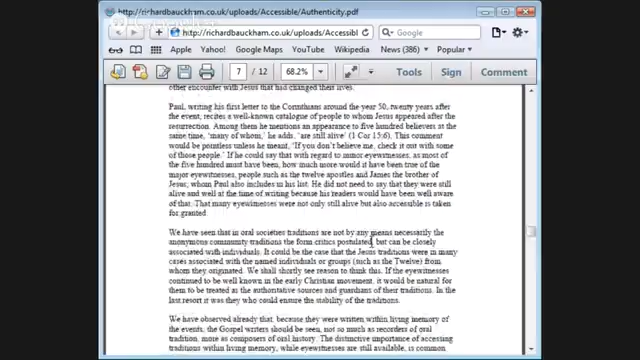 http://richardbauckham.co.uk/uploads/Accessible/Authenticity.pdf
http://richardbauckham.co.uk/uploads/Accessibl
Google
Apple Yahoo! Google Maps YouTube Wikipedia News (386) Popular
7 / 12 68.2% Tools Sign Comment
other encounter with Jesus that had changed their lives.
Paul, writing his first letter to the Corinthians around the year 50, twenty years after
the event, recites a well-known catalogue of people to whom Jesus appeared after the
resurrection. Among them he mentions an appearance to five hundred believers at the
same time, 'many of whom,' he adds, 'are still alive' (1 Cor 15:6). This comment
would be pointless unless he meant, 'If you don't believe me, check it out with some
of those people.' If he could say that with regard to minor eyewitnesses, as most of
the five hundred must have been, how much more would it have been true of the
major eyewitnesses, people such as the twelve apostles and James the brother of
Jesus, whom Paul also includes in his list. He did not need to say that they were still
alive and well at the time of writing because his readers would have been well aware
of that. That many eyewitnesses were not only still alive but also accessible is taken
for granted.
We have seen that in oral societies traditions are not by any means necessarily the
anonymous community traditions the form critics postulated, but can be closely
associated with individuals. It could be the case that the Jesus traditions were in many
cases associated with the named individuals or groups (such as the Twelve) from
whom they originated. We shall shortly see reason to think this. If the eyewitnesses
continued to be well known in the early Christian movement, it would be natural for
them to be treated as the authoritative sources and guardians of their traditions. In the
last resort it was they who could ensure the stability of the traditions.
We have observed already that, because they were written within living memory of
the events, the Gospel writers should be seen, not so much as recorders of oral
tradition, more as composers of oral history. The distinctive importance of accessing
traditions within living memory, while eyewitnesses are still available, is common